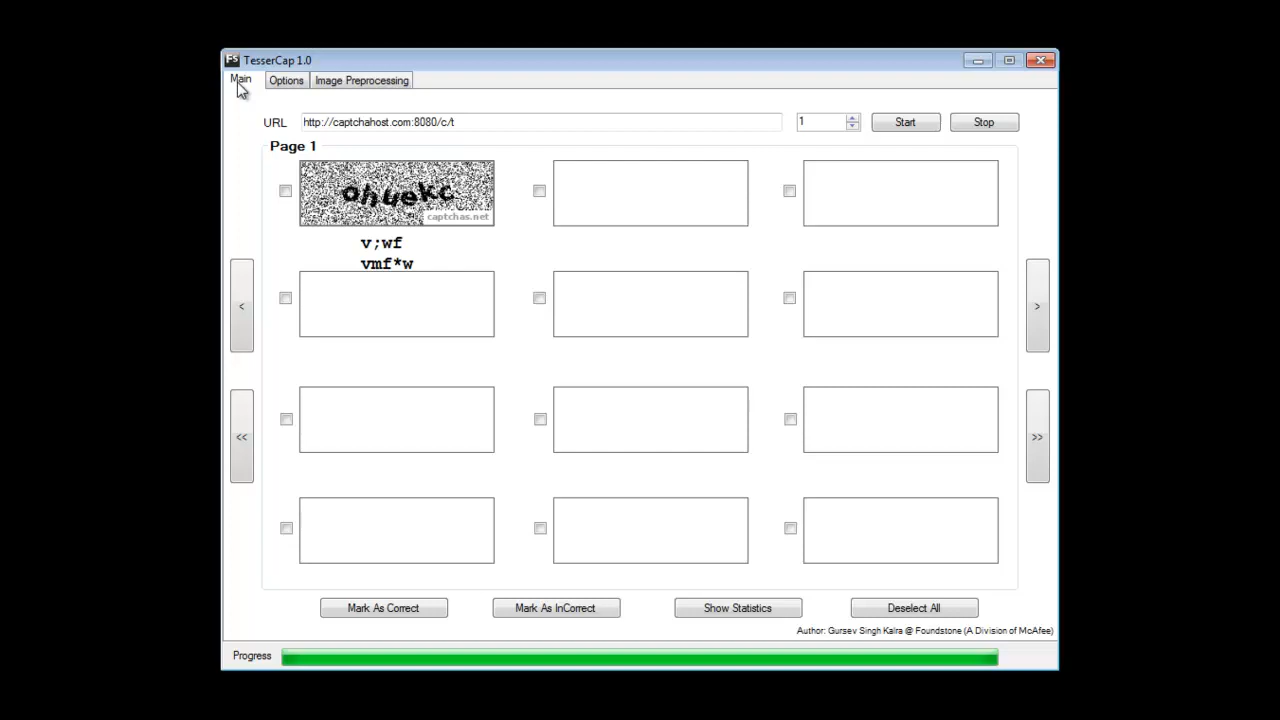 FS TesserCap 1.0
Main Options Image Preprocessing
URL http://captchahost.com:8080/c/t 1 Start Stop
Page 1
ohuekc
captchas.net
v;wf
vmf*w
< >
<< >>
Mark As Correct Mark As InCorrect Show Statistics Deselect All
Author: Gursev Singh Kalra @ Foundstone (A Division of McAfee)
Progress